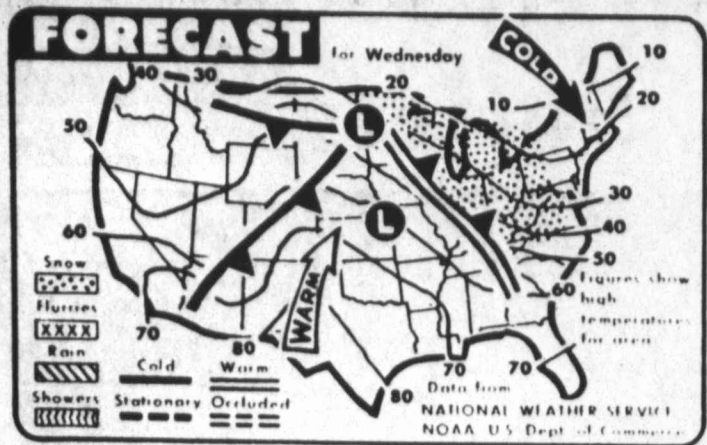 FORECAST
for Wednesday
COLD
10
40 30
20
10
20
50
L
30
L
40
60
50
Snow
60
Figures show
high
temperatures
for area
Flurries
XXXX
WARM
70
80
Rain
Cold
Warm
70
70
Showers
Stationary
Occluded
80
Data from
NATIONAL WEATHER SERVICE
NOAA U S Dept of Commerce